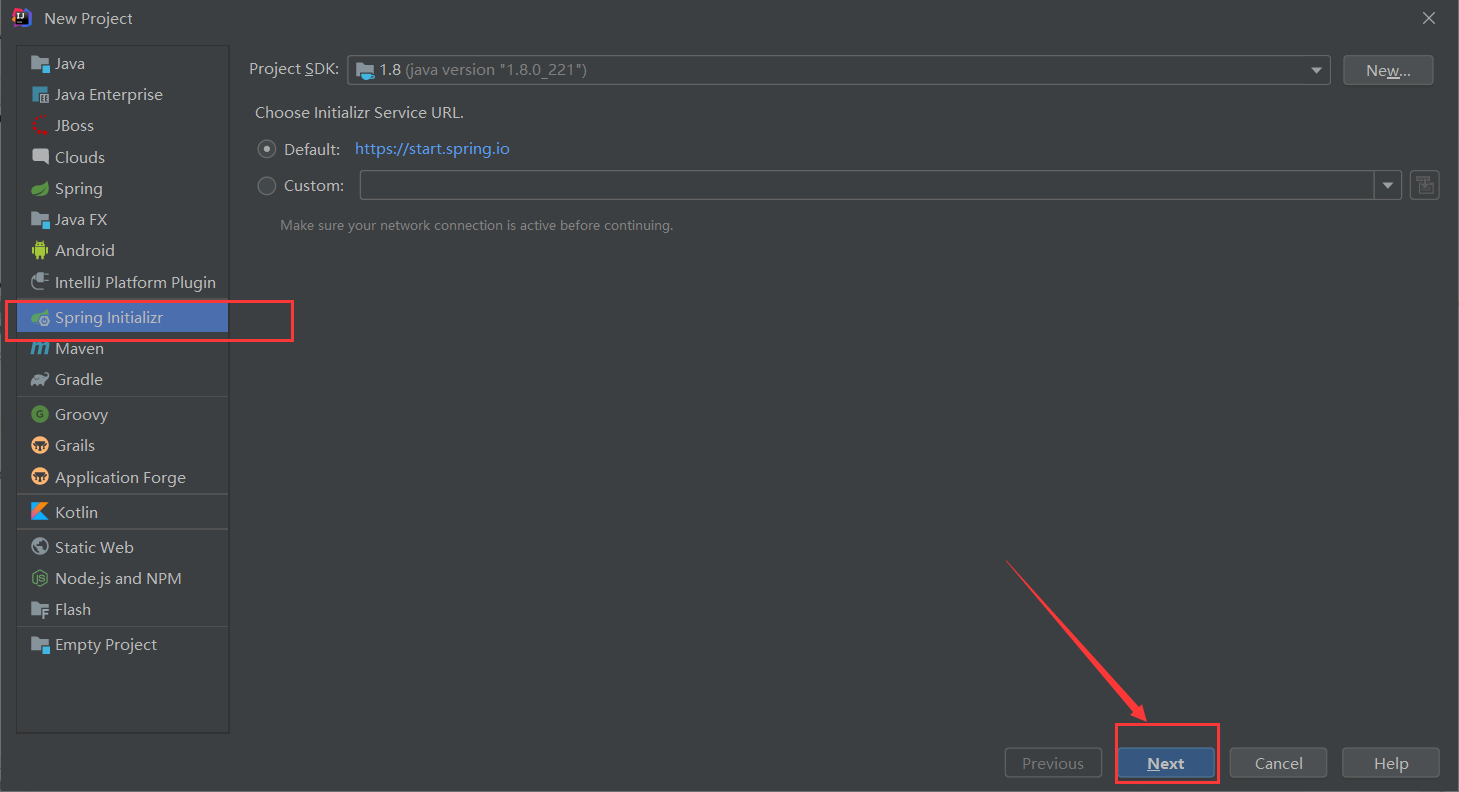 New Project
Java
Java Enterprise
JBoss
Clouds
Spring
Java FX
Android
IntelliJ Platform Plugin
Spring Initializr
Maven
Gradle
Groovy
Grails
Application Forge
Kotlin
Static Web
Node.js and NPM
Flash
Empty Project
Project SDK: 1.8 (java version "1.8.0_221") New...
Choose Initializr Service URL.
Default: https://start.spring.io
Custom:
Make sure your network connection is active before continuing.
Previous Next Cancel Help